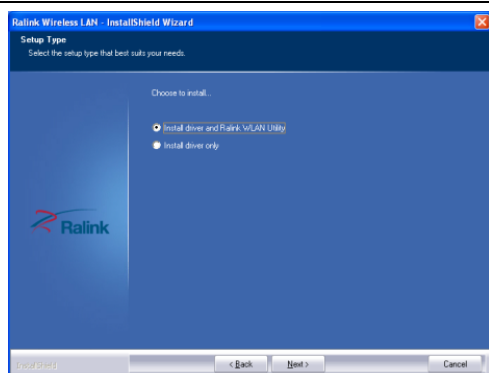 Ralink Wireless LAN - InstallShield Wizard
Setup Type
Select the setup type that best suits your needs.
Choose to install...
Install driver and Ralink WLAN Utility
Install driver only
Ralink
InstallShield
< Back
Next >
Cancel